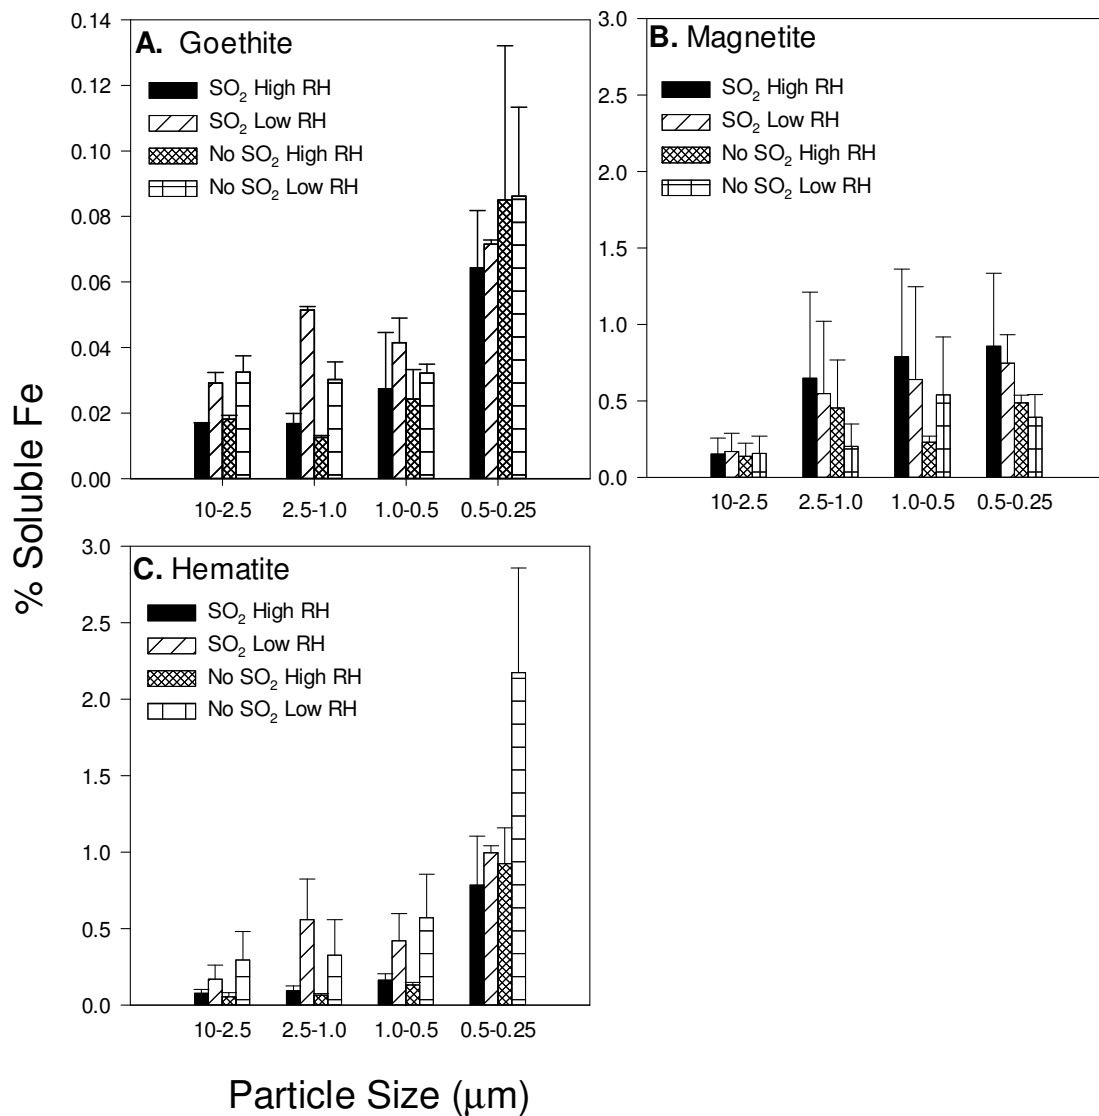 A. Goethite
SO2 High RH
SO2 Low RH
No SO2 High RH
No SO2 Low RH
0.14
0.12
0.10
0.08
0.06
0.04
0.02
0.00
10-2.5 2.5-1.0 1.0-0.5 0.5-0.25
B. Magnetite
SO2 High RH
SO2 Low RH
No SO2 High RH
No SO2 Low RH
3.0
2.5
2.0
1.5
1.0
0.5
0.0
10-2.5 2.5-1.0 1.0-0.5 0.5-0.25
% Soluble Fe
C. Hematite
SO2 High RH
SO2 Low RH
No SO2 High RH
No SO2 Low RH
3.0
2.5
2.0
1.5
1.0
0.5
0.0
10-2.5 2.5-1.0 1.0-0.5 0.5-0.25
Particle Size (μm)